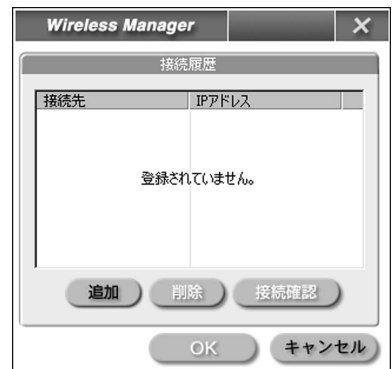 Wireless Manager
接続履歴
接続先 IPアドレス
登録されていません。
追加 削除 接続確認
OK キャンセル